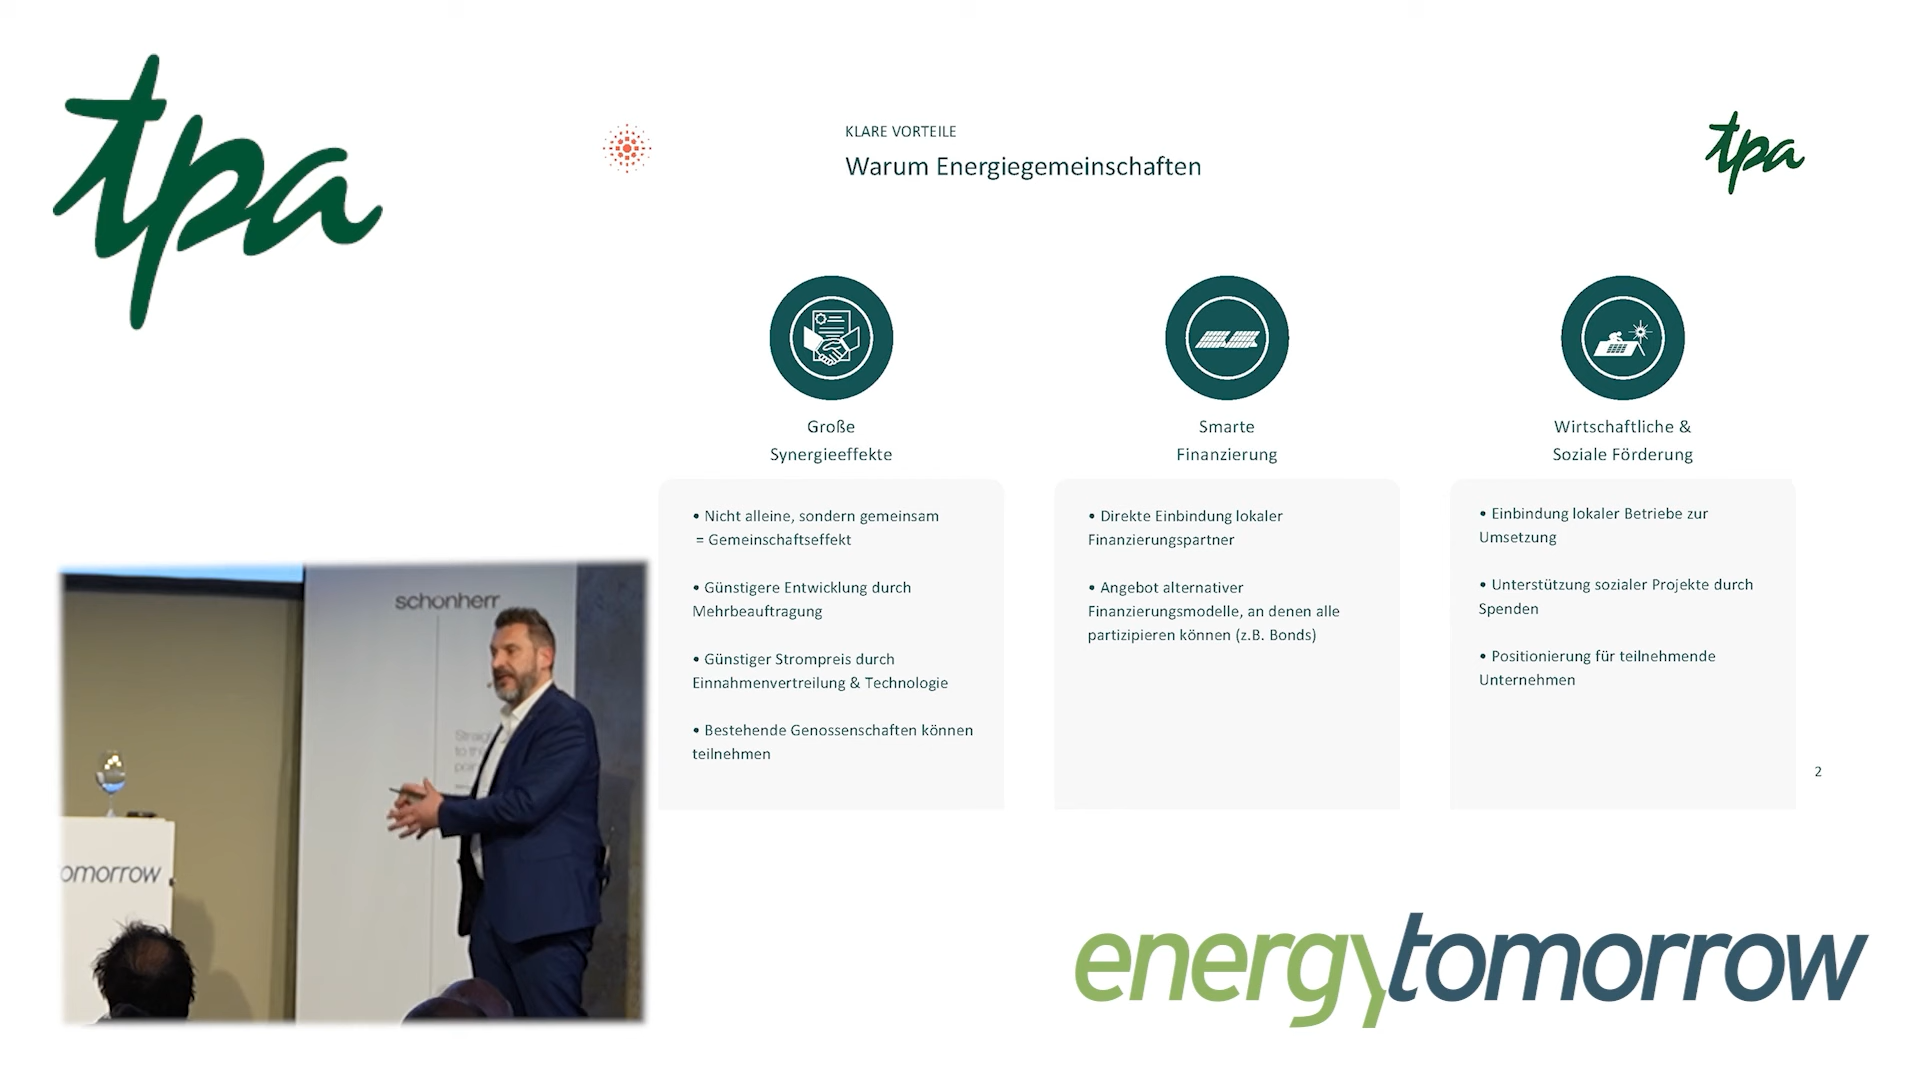 tpa
KLARE VORTEILE
Warum Energiegemeinschaften
tpa
Große
Synergieeffekte
• Nicht alleine, sondern gemeinsam
= Gemeinschaftseffekt
• Günstigere Entwicklung durch
Mehrbeauftragung
• Günstiger Strompreis durch
Einnahmenvertreilung & Technologie
• Bestehende Genossenschaften können
teilnehmen
Smarte
Finanzierung
• Direkte Einbindung lokaler
Finanzierungspartner
• Angebot alternativer
Finanzierungsmodelle, an denen alle
partizipieren können (z.B. Bonds)
Wirtschaftliche &
Soziale Förderung
• Einbindung lokaler Betriebe zur
Umsetzung
• Unterstützung sozialer Projekte durch
Spenden
• Positionierung für teilnehmende
Unternehmen
2
schonherr
to
omorrow
energytomorrow